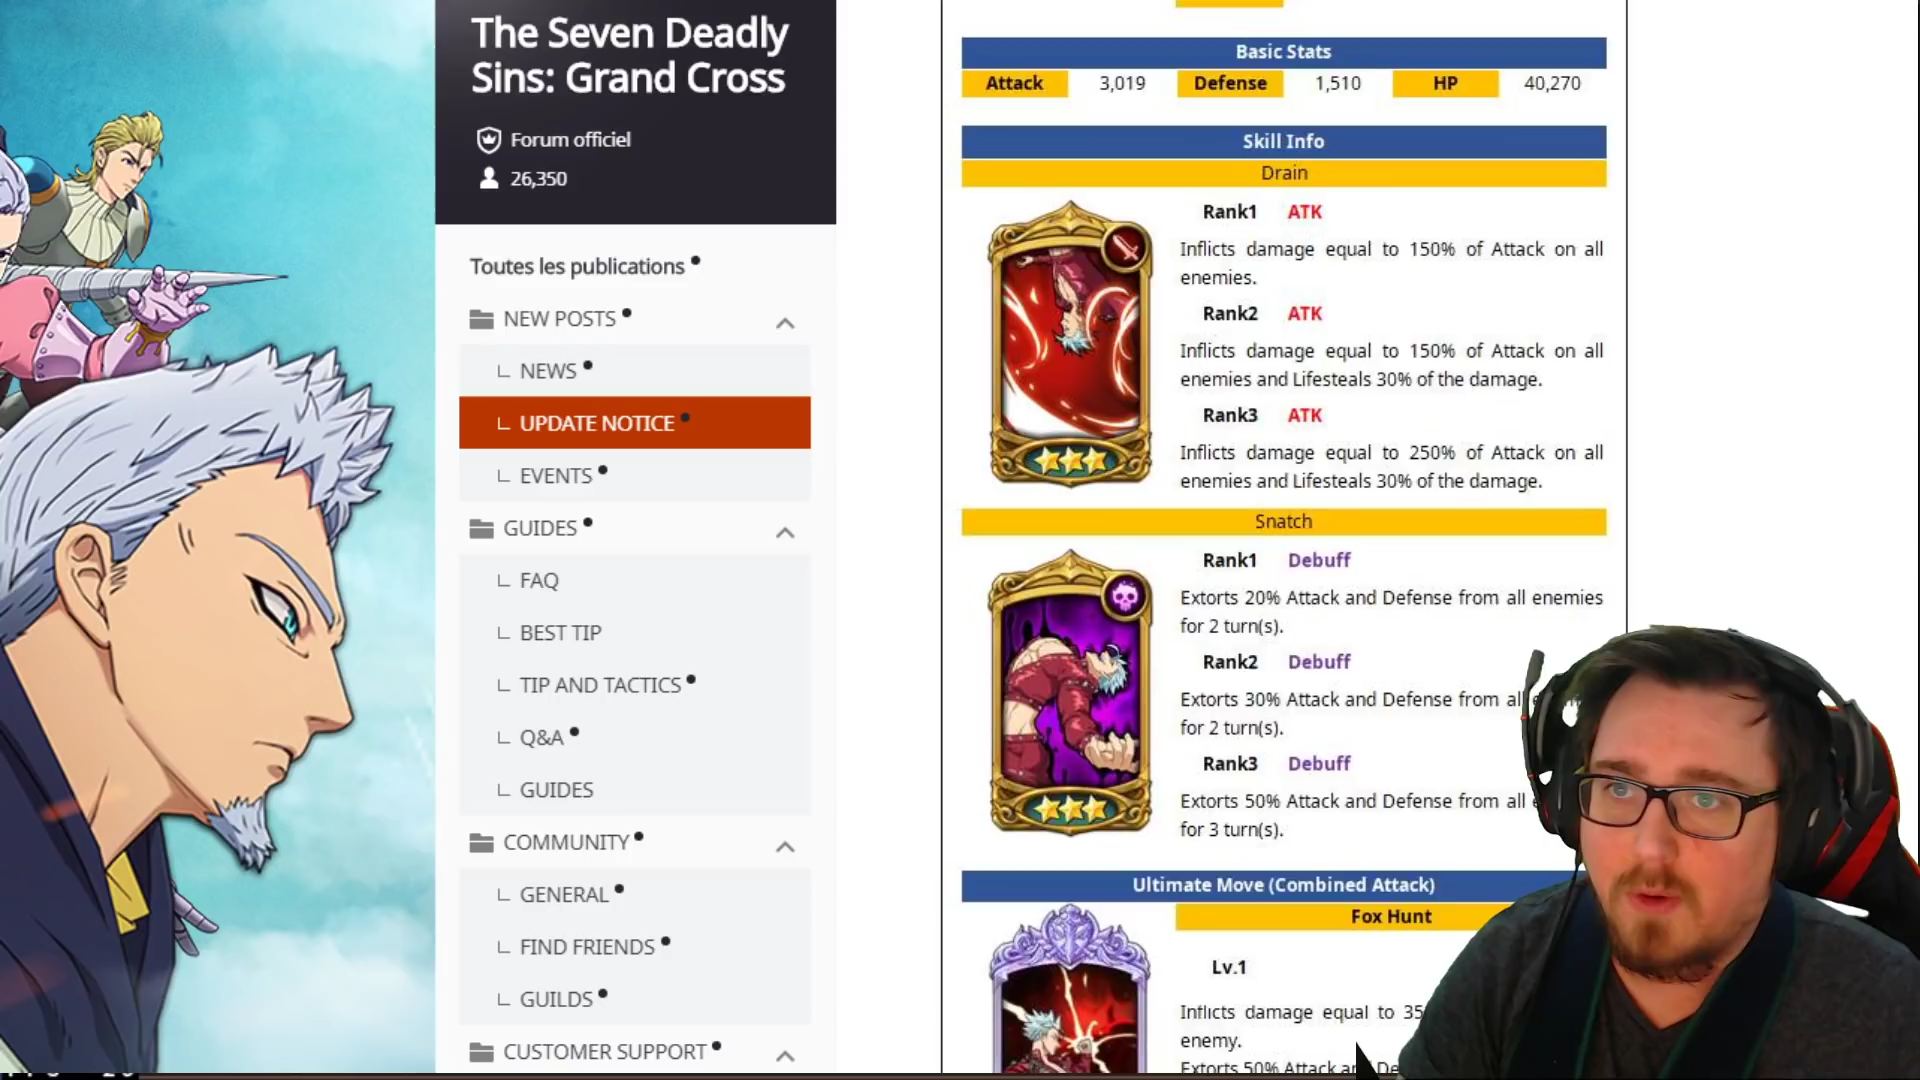 The Seven Deadly
Sins: Grand Cross
Forum officiel
26,350
Toutes les publications
NEW POSTS
NEWS
UPDATE NOTICE
EVENTS
GUIDES
FAQ
BEST TIP
TIP AND TACTICS
Q&A
GUIDES
COMMUNITY
GENERAL
FIND FRIENDS
GUILDS
CUSTOMER SUPPORT
Basic Stats
Attack 3,019 Defense 1,510 HP 40,270
Skill Info
Drain
Rank1 ATK
Inflicts damage equal to 150% of Attack on all
enemies.
Rank2 ATK
Inflicts damage equal to 150% of Attack on all
enemies and Lifesteals 30% of the damage.
Rank3 ATK
Inflicts damage equal to 250% of Attack on all
enemies and Lifesteals 30% of the damage.
Snatch
Rank1 Debuff
Extorts 20% Attack and Defense from all enemies
for 2 turn(s).
Rank2 Debuff
Extorts 30% Attack and Defense from all
for 2 turn(s).
Rank3 Debuff
Extorts 50% Attack and Defense from all
for 3 turn(s).
Ultimate Move (Combined Attack)
Fox Hunt
Lv.1
Inflicts damage equal to 35
enemy.
Extorts 50% Attack